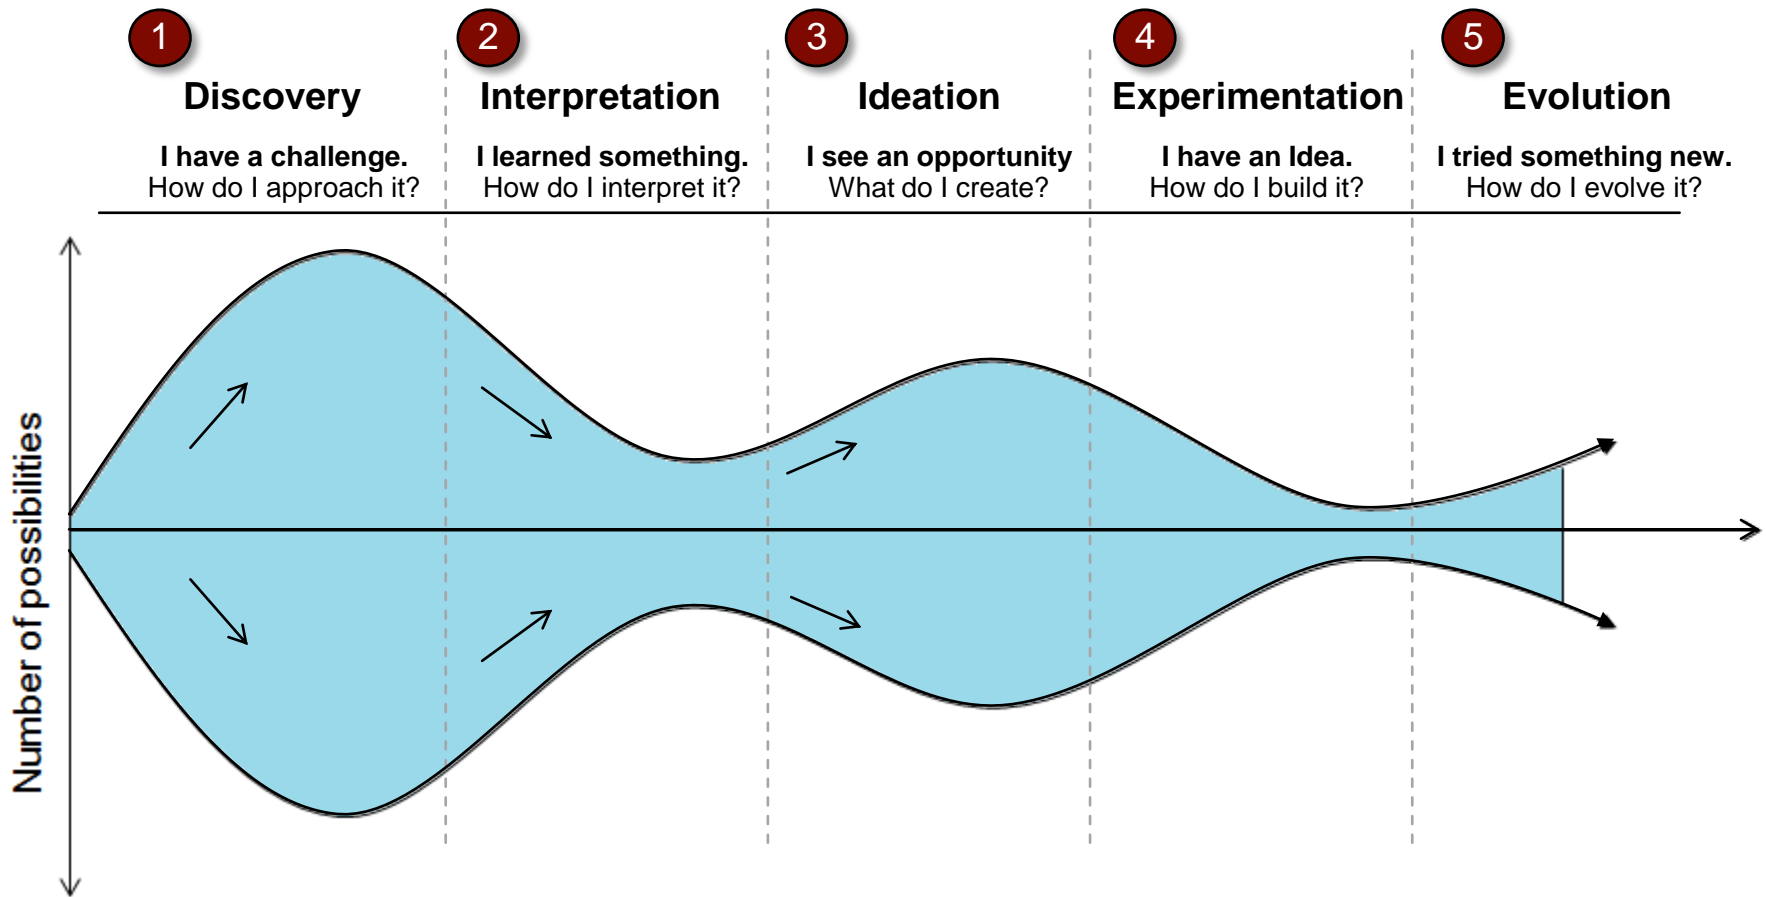 1
Discovery
I have a challenge.
How do I approach it?
2
Interpretation
I learned something.
How do I interpret it?
3
Ideation
I see an opportunity
What do I create?
4
Experimentation
I have an Idea.
How do I build it?
5
Evolution
I tried something new.
How do I evolve it?
Number of possibilities